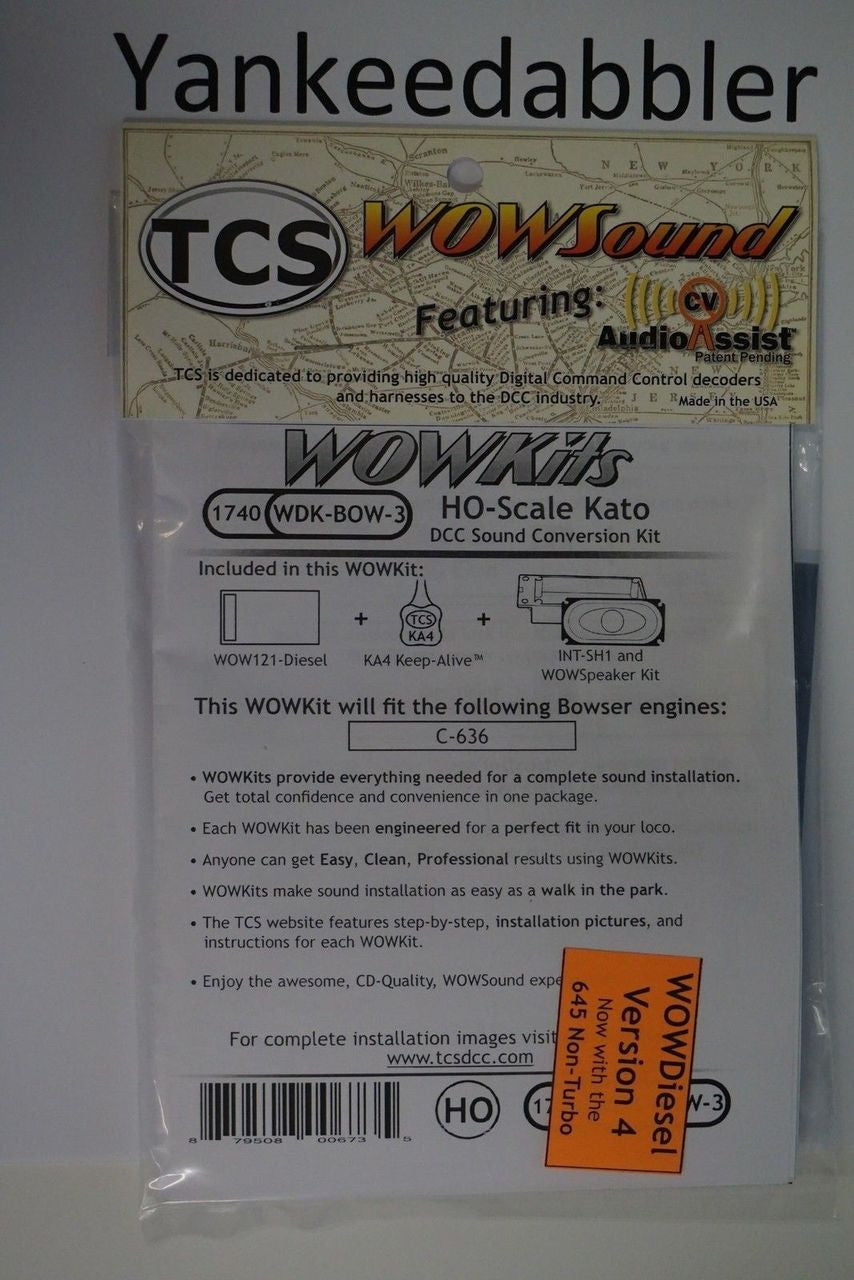 Yankeedabbler
TCS WOWSound
Featuring:
CV
AudioAssist™
Patent Pending
TCS is dedicated to providing high quality Digital Command Control decoders
and harnesses to the DCC industry.
Made in the USA
NEW YORK
Scranton
WOWKits
1740 WDK-BOW-3
HO-Scale Kato
DCC Sound Conversion Kit
Included in this WOWKit:
+ TCS KA4 +
WOW121-Diesel
KA4 Keep-Alive™
INT-SH1 and
WOWSpeaker Kit
This WOWKit will fit the following Bowser engines:
C-636
• WOWKits provide everything needed for a complete sound installation.
Get total confidence and convenience in one package.
• Each WOWKit has been engineered for a perfect fit in your loco.
• Anyone can get Easy, Clean, Professional results using WOWKits.
• WOWKits make sound installation as easy as a walk in the park.
• The TCS website features step-by-step, installation pictures, and
instructions for each WOWKit.
• Enjoy the awesome, CD-Quality, WOWSound expe
For complete installation images visit
www.tcsdcc.com
8 79508 00673 5
HO
17
W-3
WOWDiesel
Version 4
Now with the
645 Non-Turbo